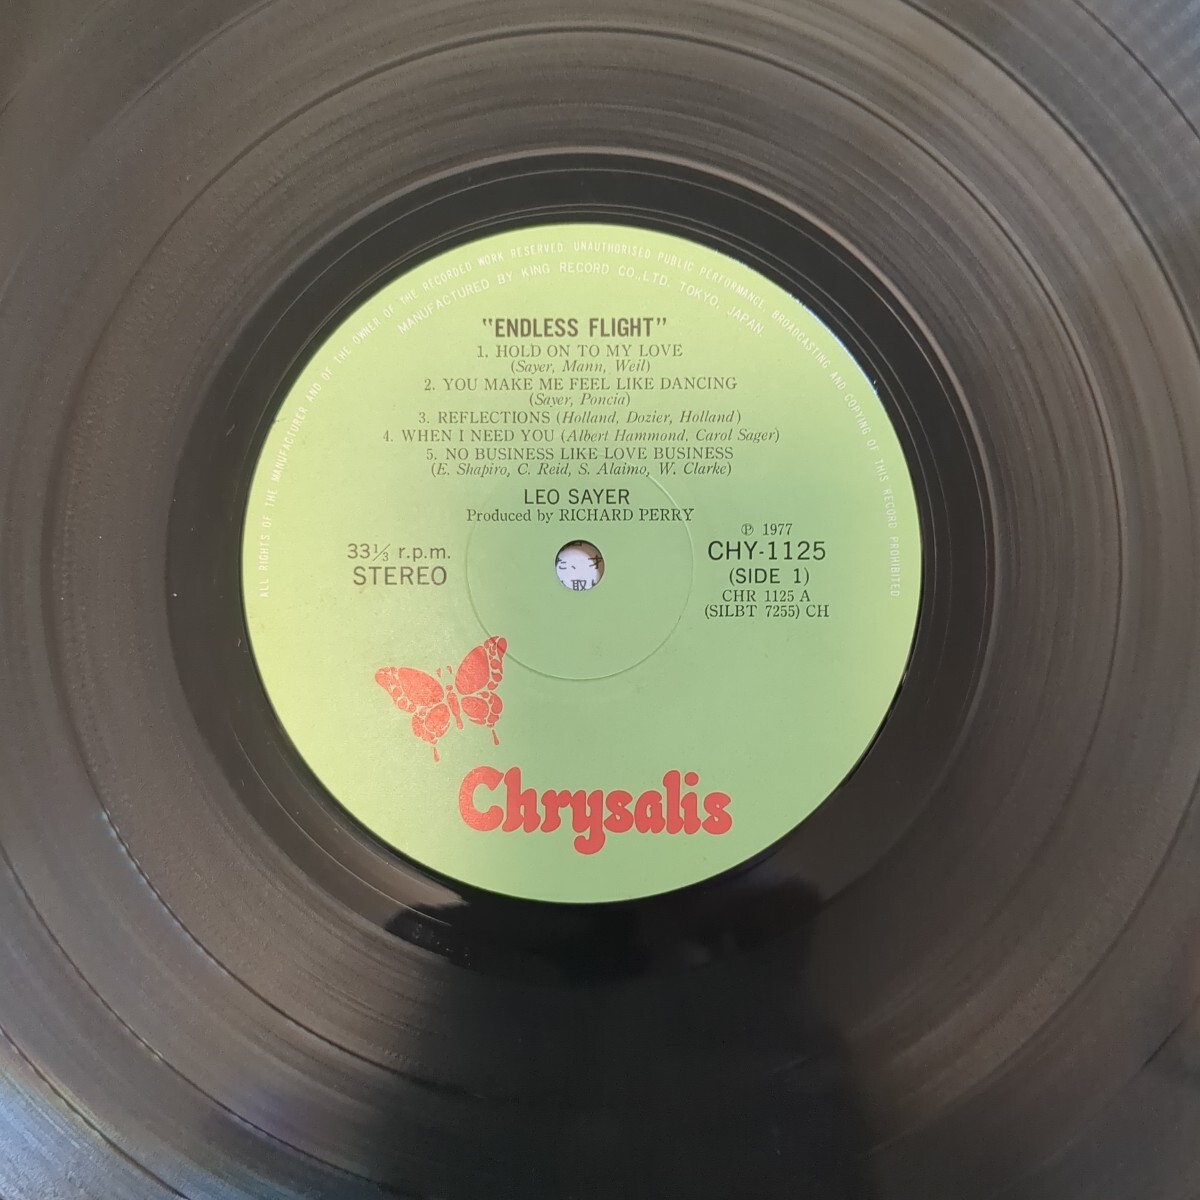 ALL RIGHTS OF THE MANUFACTURER AND OF THE OWNER OF THE RECORDED WORK RESERVED. UNAUTHORISED PUBLIC PERFORMANCE, BROADCASTING AND COPYING OF THIS RECORD PROHIBITED
MANUFACTURED BY KING RECORD CO.,LTD. TOKYO, JAPAN.
"ENDLESS FLIGHT"
1. HOLD ON TO MY LOVE
(Sayer, Mann, Weil)
2. YOU MAKE ME FEEL LIKE DANCING
(Sayer, Poncia)
3. REFLECTIONS (Holland, Dozier, Holland)
4. WHEN I NEED YOU (Albert Hammond, Carol Sager)
5. NO BUSINESS LIKE LOVE BUSINESS
(E. Shapiro, C. Reid, S. Alaimo, W. Clarke)
LEO SAYER
Produced by RICHARD PERRY
33⅓ r.p.m.
STEREO
Ⓟ 1977
CHY-1125
(SIDE 1)
CHR 1125 A
(SILBT 7255) CH
Chrysalis